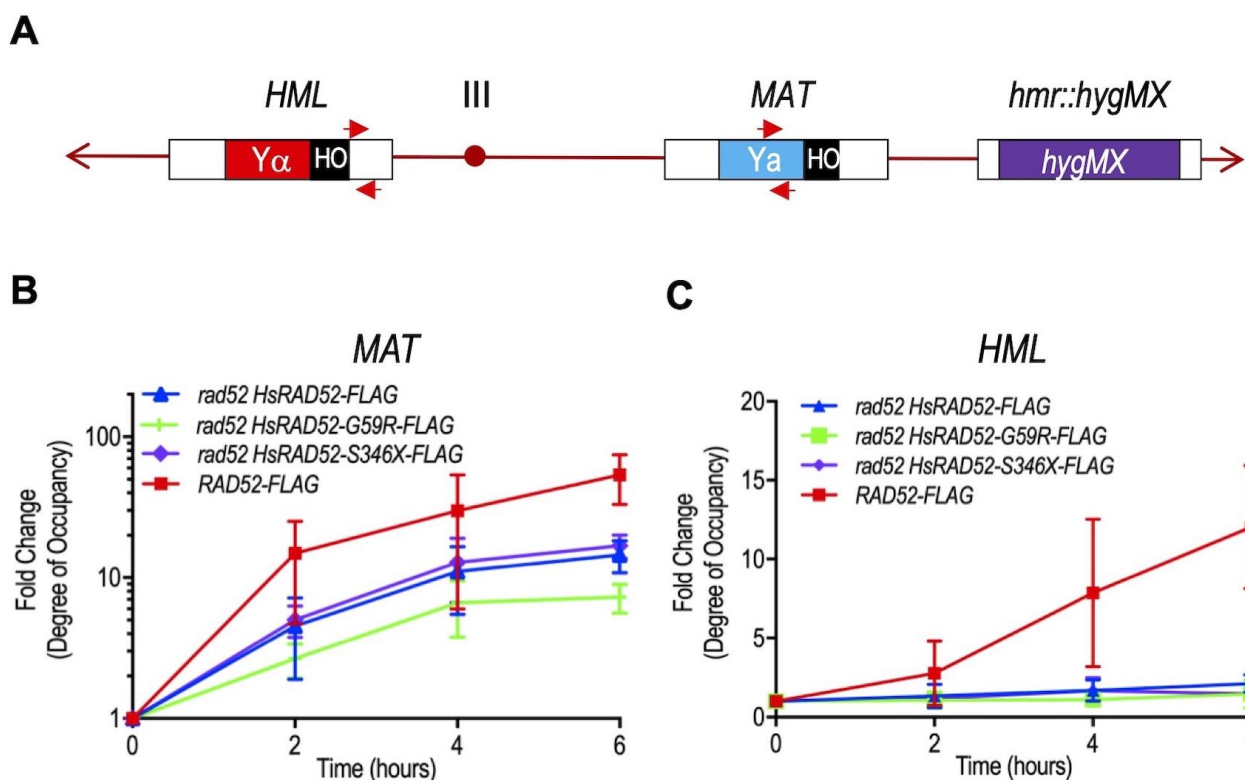 A
HML III MAT hmr::hygMX
Yα HO Ya HO hygMX
B
MAT
rad52 HsRAD52-FLAG
rad52 HsRAD52-G59R-FLAG
rad52 HsRAD52-S346X-FLAG
RAD52-FLAG
Fold Change
(Degree of Occupancy)
100
10
1
0 2 4 6
Time (hours)
C
HML
rad52 HsRAD52-FLAG
rad52 HsRAD52-G59R-FLAG
rad52 HsRAD52-S346X-FLAG
RAD52-FLAG
Fold Change
(Degree of Occupancy)
20
15
10
5
0
0 2 4
Time (hours)